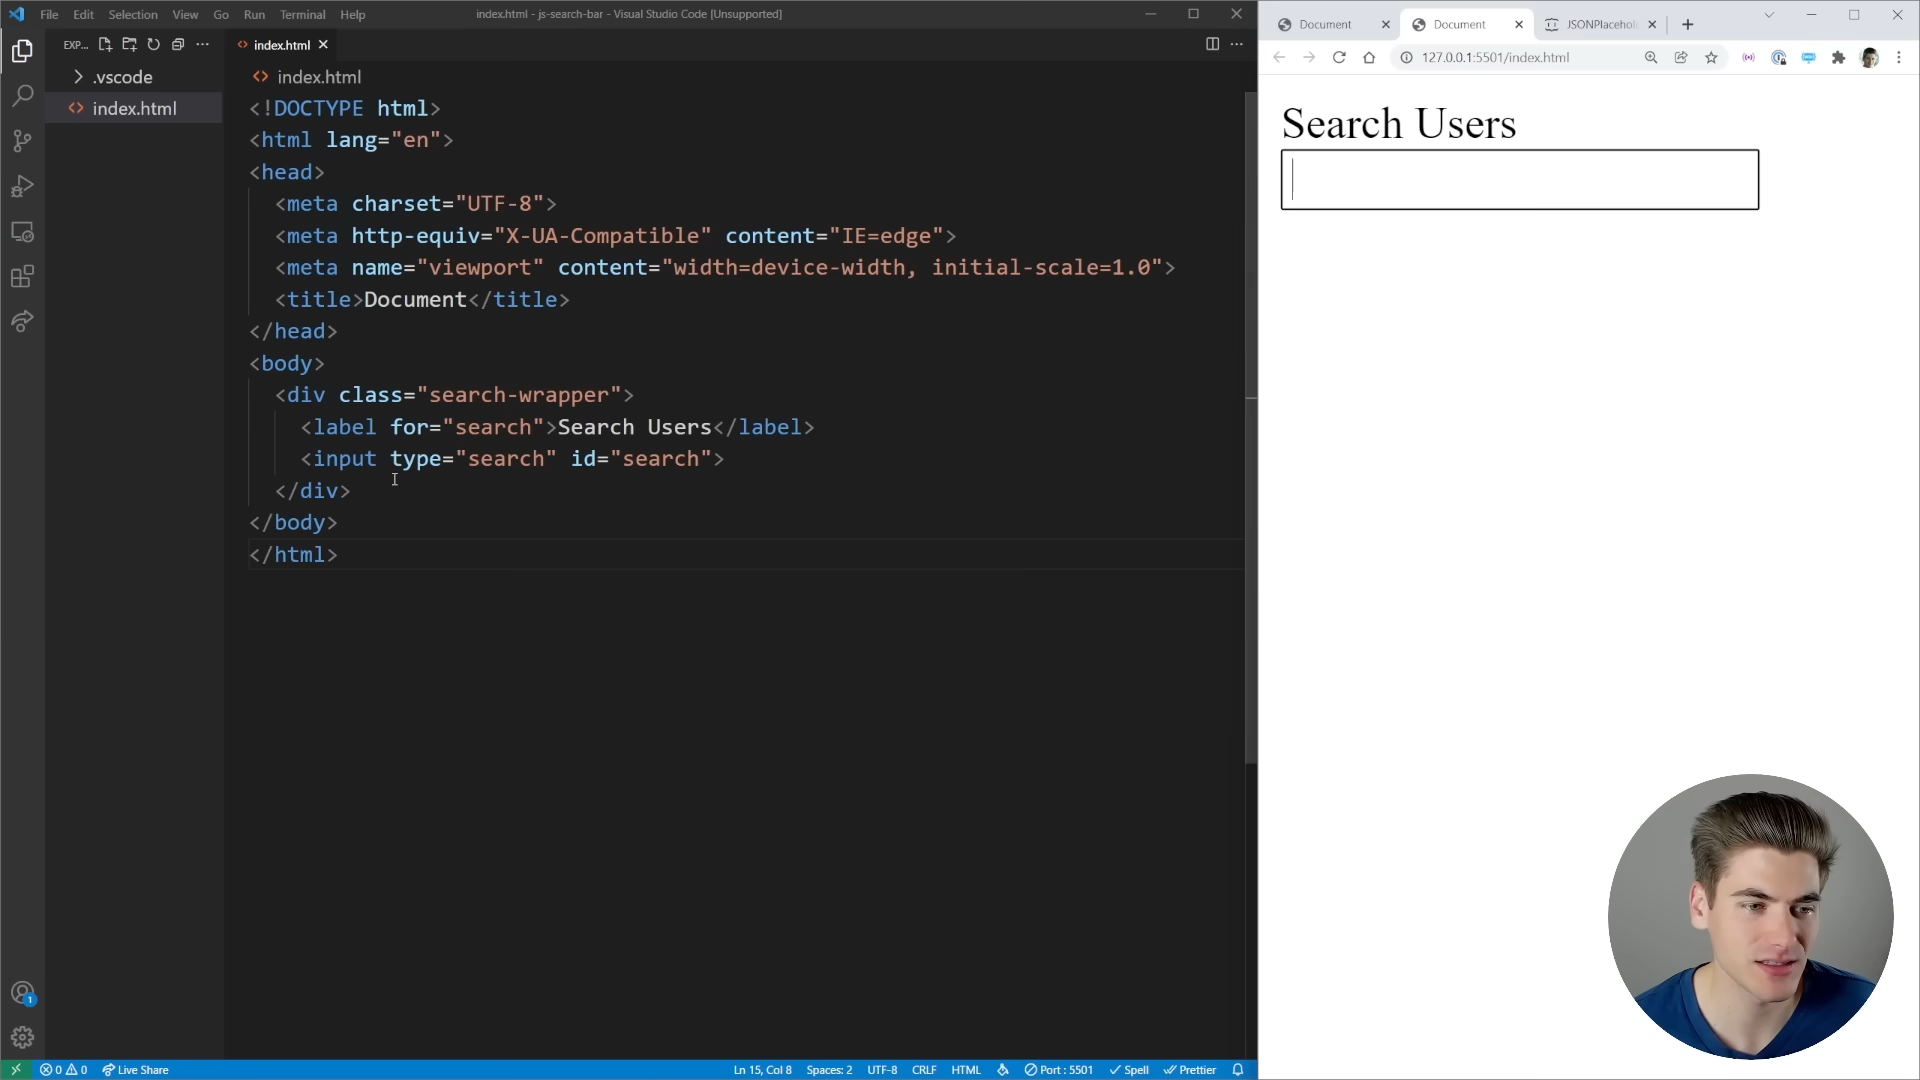 File Edit Selection View Go Run Terminal Help
index.html - js-search-bar - Visual Studio Code [Unsupported]
EXP...
.vscode
index.html
index.html
index.html
<!DOCTYPE html>
<html lang="en">
<head>
<meta charset="UTF-8">
<meta http-equiv="X-UA-Compatible" content="IE=edge">
<meta name="viewport" content="width=device-width, initial-scale=1.0">
<title>Document</title>
</head>
<body>
<div class="search-wrapper">
<label for="search">Search Users</label>
<input type="search" id="search">
</div>
</body>
</html>
1
0 0 Live Share
Ln 15, Col 8 Spaces: 2 UTF-8 CRLF HTML Port : 5501 Spell Prettier
Document Document JSONPlacehol
127.0.0.1:5501/index.html
Search Users